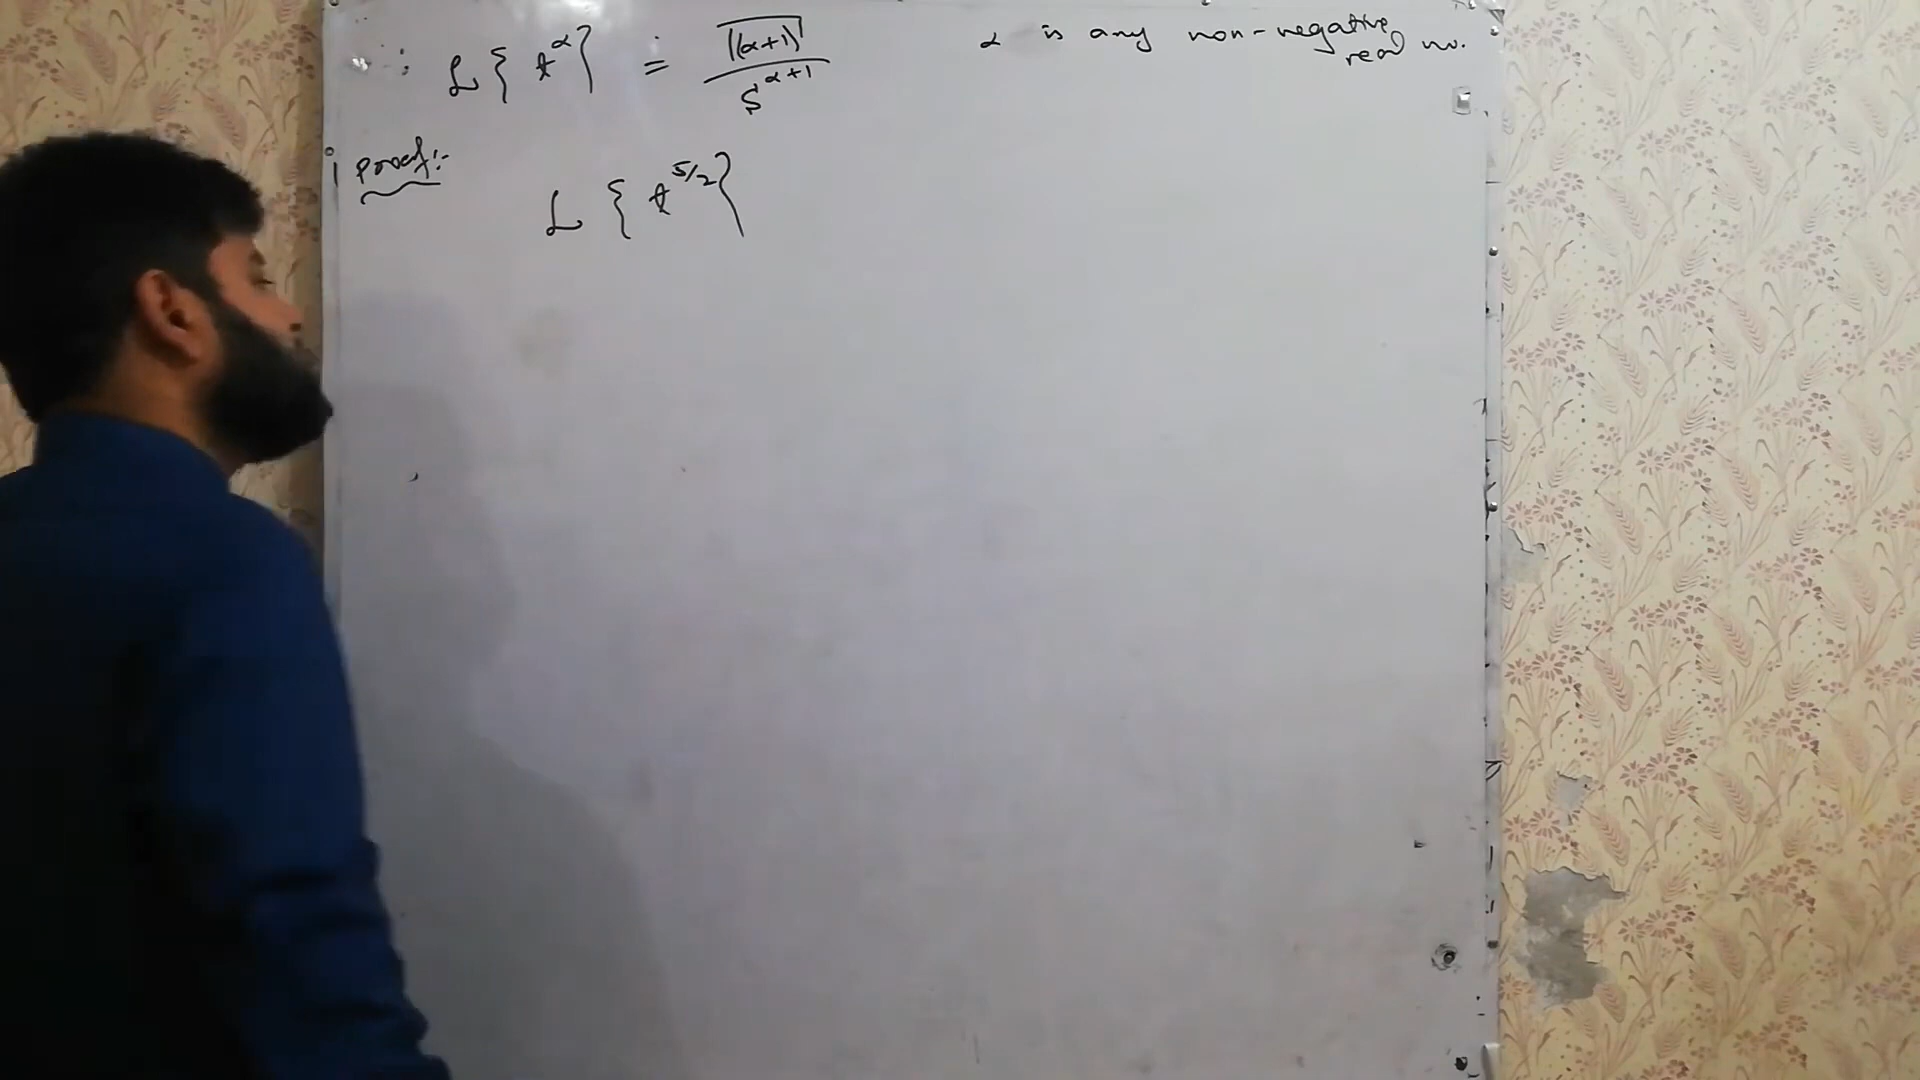 ∴ L{t^α} = Γ(α+1) / S^(α+1) α is any non-negative real no.
Proof:-
L{t^(5/2)}